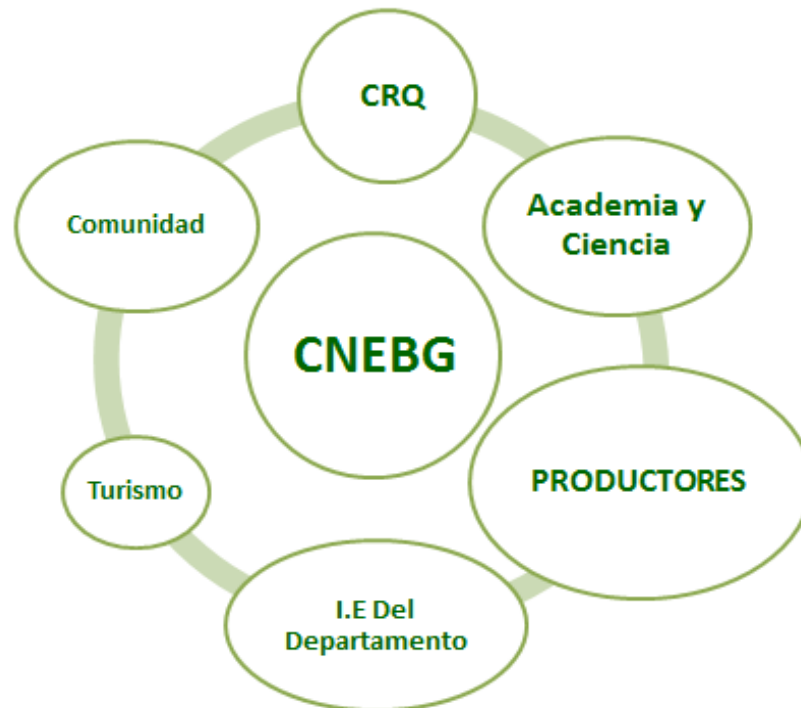 CRQ
Academia y
Ciencia
Comunidad
CNEBG
PRODUCTORES
Turismo
I.E Del
Departamento